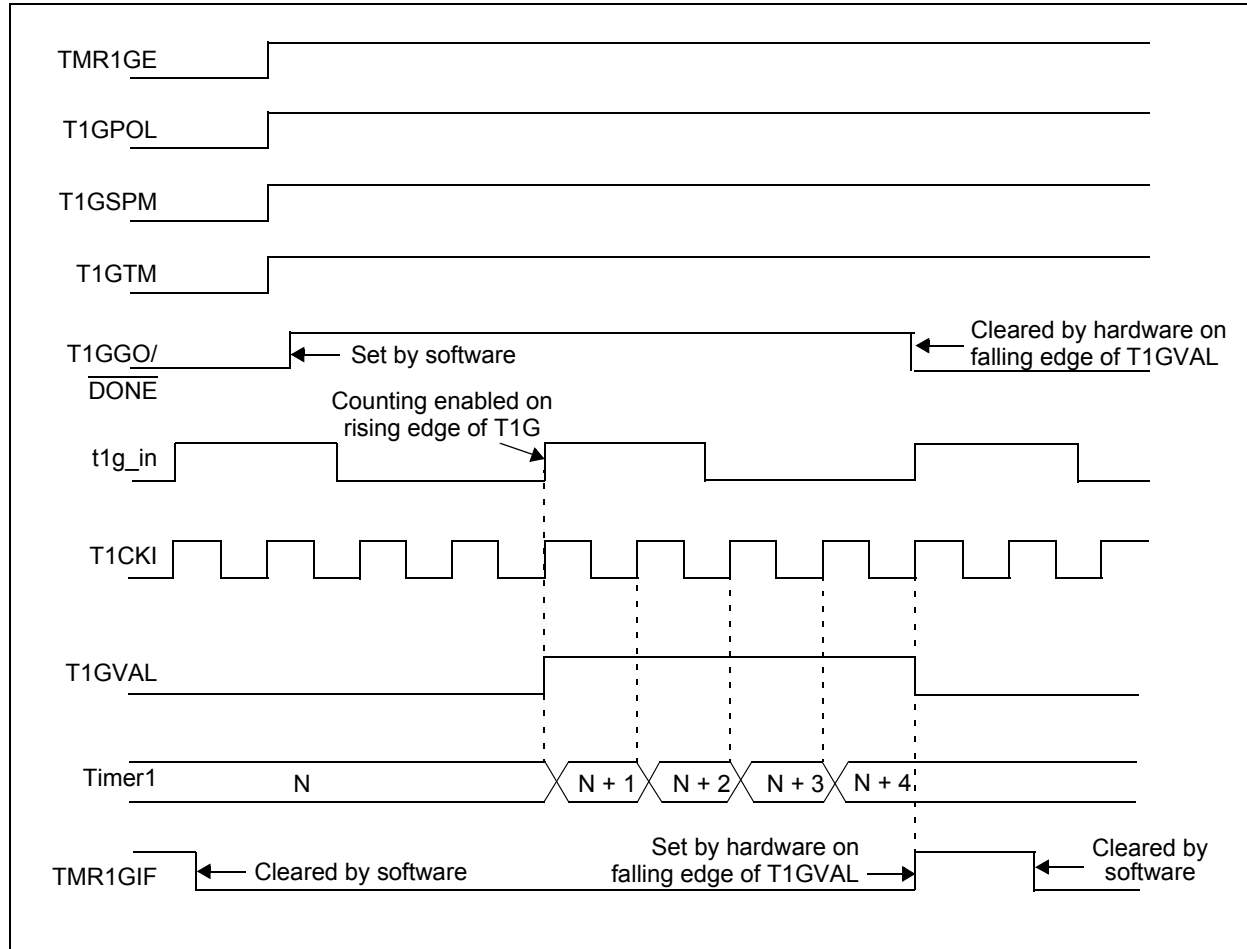 TMR1GE
T1GPOL
T1GSPM
T1GTM
T1GGO/
DONE
Set by software
Cleared by hardware on
falling edge of T1GVAL
Counting enabled on
rising edge of T1G
t1g_in
T1CKI
T1GVAL
Timer1
N
N + 1
N + 2
N + 3
N + 4
TMR1GIF
Cleared by software
Set by hardware on
falling edge of T1GVAL
Cleared by
software